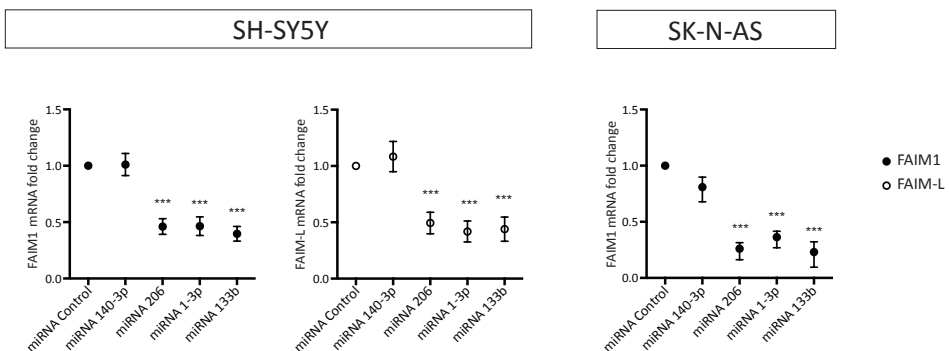 SH-SY5Y
SK-N-AS
FAIM1 mRNA fold change
1.5
1.0
0.5
0.0
***
***
***
miRNA Control
miRNA 140-3p
miRNA 206
miRNA 1-3p
miRNA 133b
FAIM-L mRNA fold change
1.5
1.0
0.5
0.0
***
***
***
miRNA Control
miRNA 140-3p
miRNA 206
miRNA 1-3p
miRNA 133b
FAIM1 mRNA fold change
1.5
1.0
0.5
0.0
***
***
***
miRNA Control
miRNA 140-3p
miRNA 206
miRNA 1-3p
miRNA 133b
FAIM1
FAIM-L